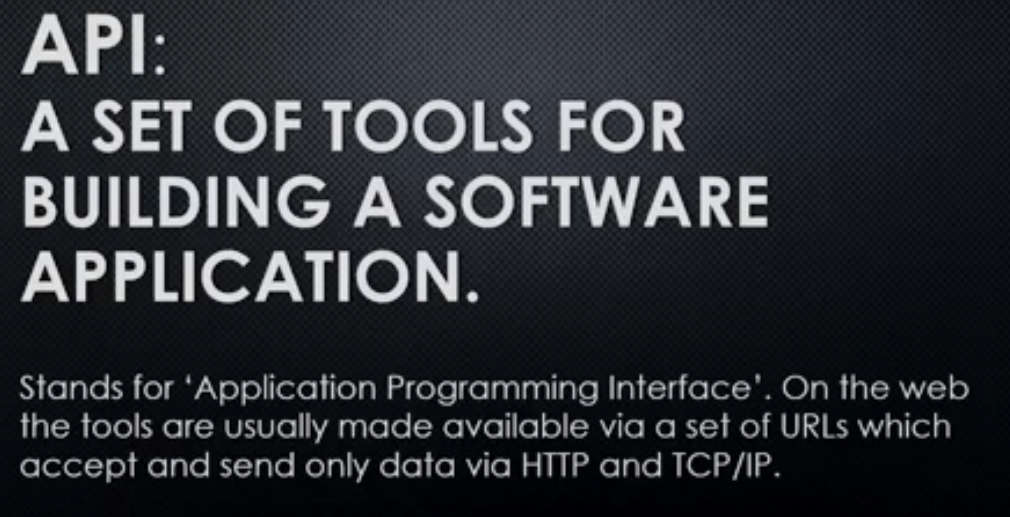 API:
A SET OF TOOLS FOR
BUILDING A SOFTWARE
APPLICATION.
Stands for ‘Application Programming Interface’. On the web
the tools are usually made available via a set of URLs which
accept and send only data via HTTP and TCP/IP.